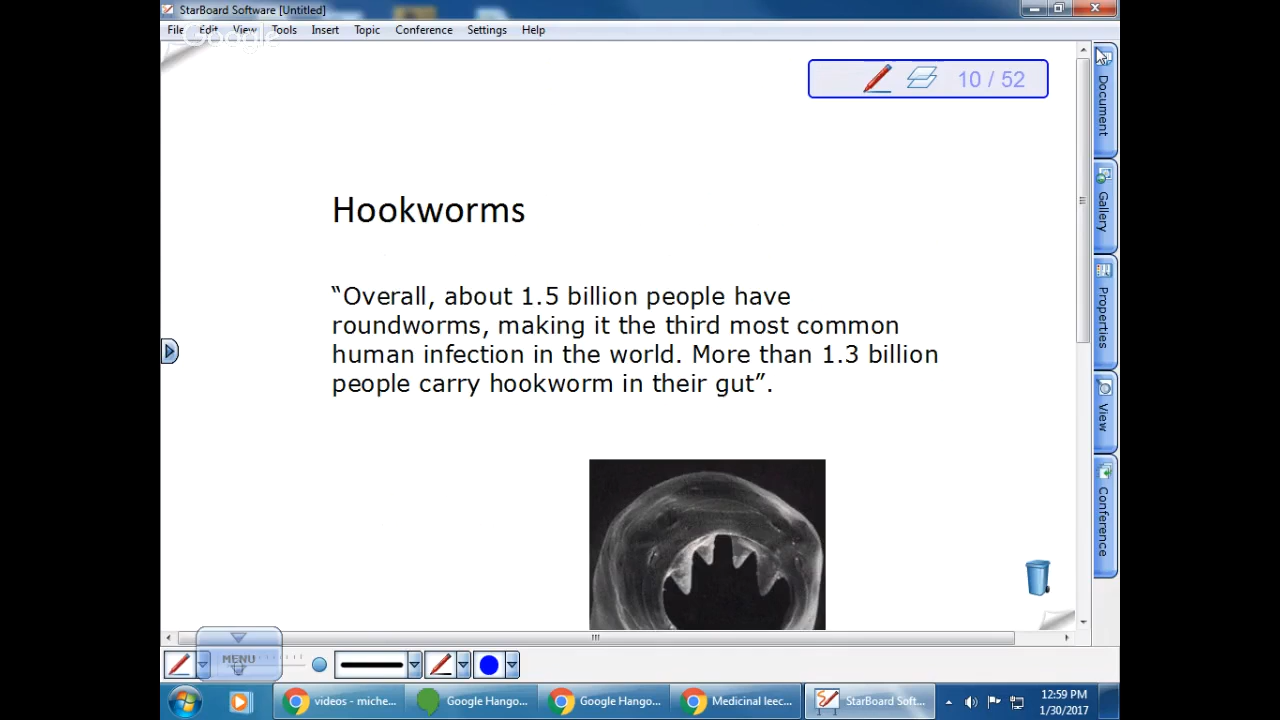 StarBoard Software [Untitled]
File Edit View Tools Insert Topic Conference Settings Help
Google
10 / 52
Document
Gallery
Properties
View
Conference
Hookworms
“Overall, about 1.5 billion people have
roundworms, making it the third most common
human infection in the world. More than 1.3 billion
people carry hookworm in their gut”.
MENU
videos - miche...
Google Hango...
Google Hango...
Medicinal leec...
StarBoard Soft...
12:59 PM
1/30/2017